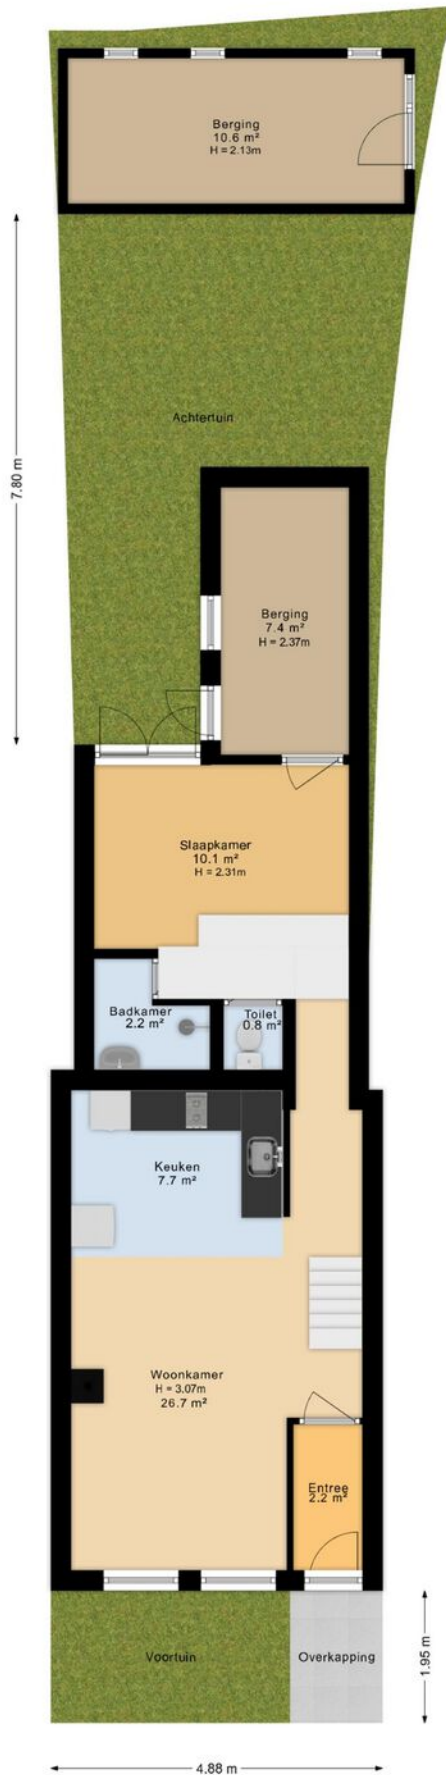 Berging
10.6 m²
H = 2.13m
7.80 m
Achtertuin
Berging
7.4 m²
H = 2.37m
Slaapkamer
10.1 m²
H = 2.31m
Badkamer
2.2 m²
Toilet
0.8 m²
Keuken
7.7 m²
Woonkamer
H = 3.07m
26.7 m²
Entree
2.2 m²
Voortuin
Overkapping
1.95 m
4.88 m